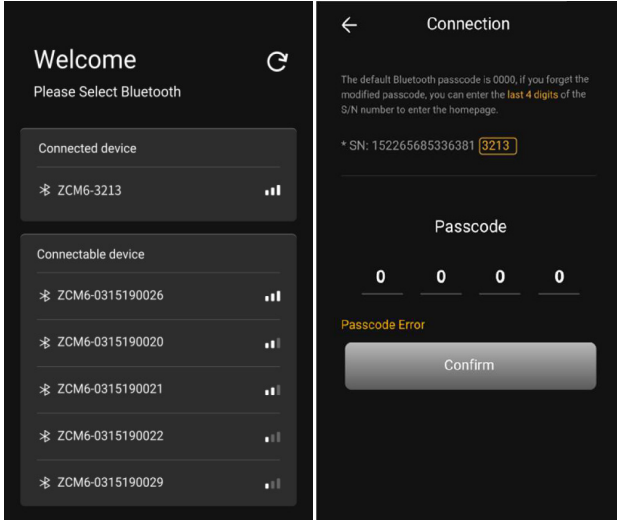 Welcome
Please Select Bluetooth
Connected device
ZCM6-3213
Connectable device
ZCM6-0315190026
ZCM6-0315190020
ZCM6-0315190021
ZCM6-0315190022
ZCM6-0315190029
Connection
The default Bluetooth passcode is 0000, if you forget the
modified passcode, you can enter the last 4 digits of the
S/N number to enter the homepage.
* SN: 152265685336381 3213
Passcode
0 0 0 0
Passcode Error
Confirm